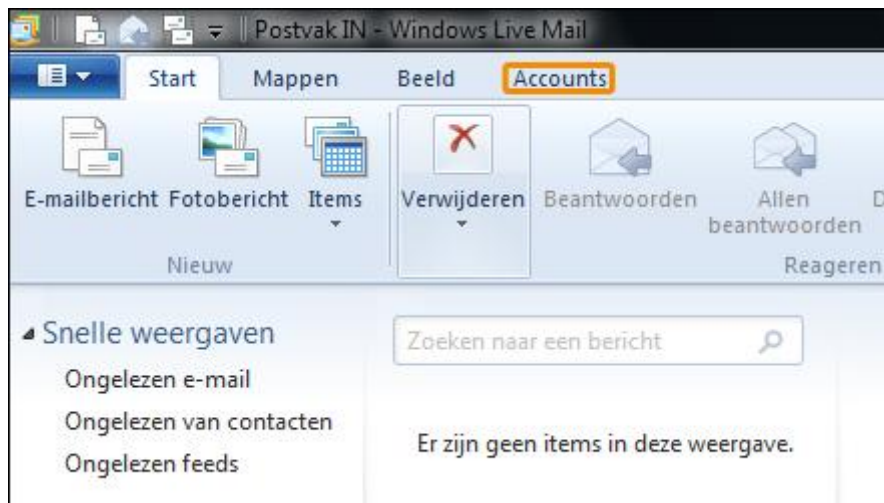 Postvak IN - Windows Live Mail
Start Mappen Beeld Accounts
E-mailbericht Fotobericht Items Verwijderen Beantwoorden Allen beantwoorden
Nieuw Reageren
Snelle weergaven
Zoeken naar een bericht
Ongelezen e-mail
Ongelezen van contacten
Er zijn geen items in deze weergave.
Ongelezen feeds